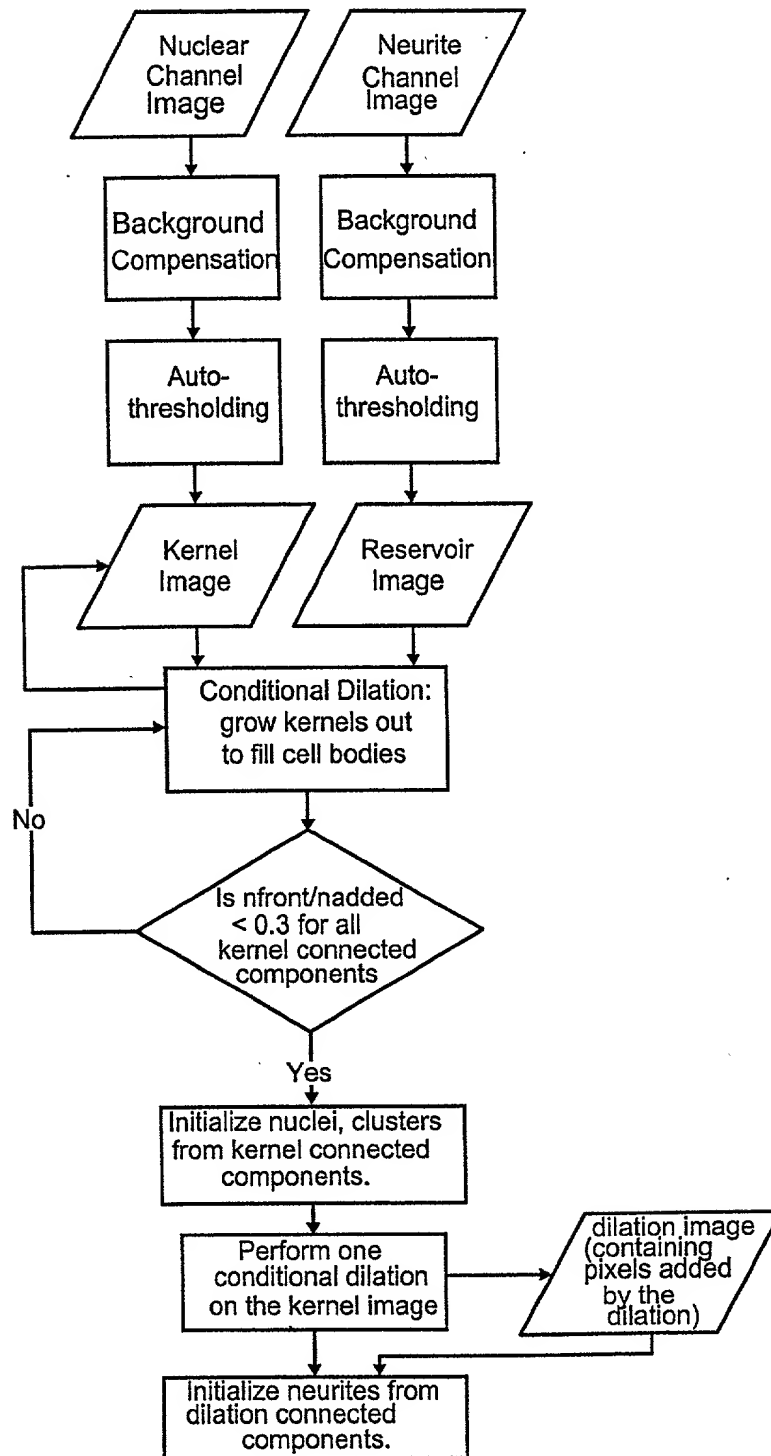 Nuclear
Channel
Image
Neurite
Channel
Image
Background
Compensation
Background
Compensation
Auto-
thresholding
Auto-
thresholding
Kernel
Image
Reservoir
Image
Conditional Dilation:
grow kernels out
to fill cell bodies
No
Is nfront/nadded
< 0.3 for all
kernel connected
components
Yes
Initialize nuclei, clusters
from kernel connected
components.
Perform one
conditional dilation
on the kernel image
dilation image
(containing
pixels added
by the
dilation)
Initialize neurites from
dilation connected
components.